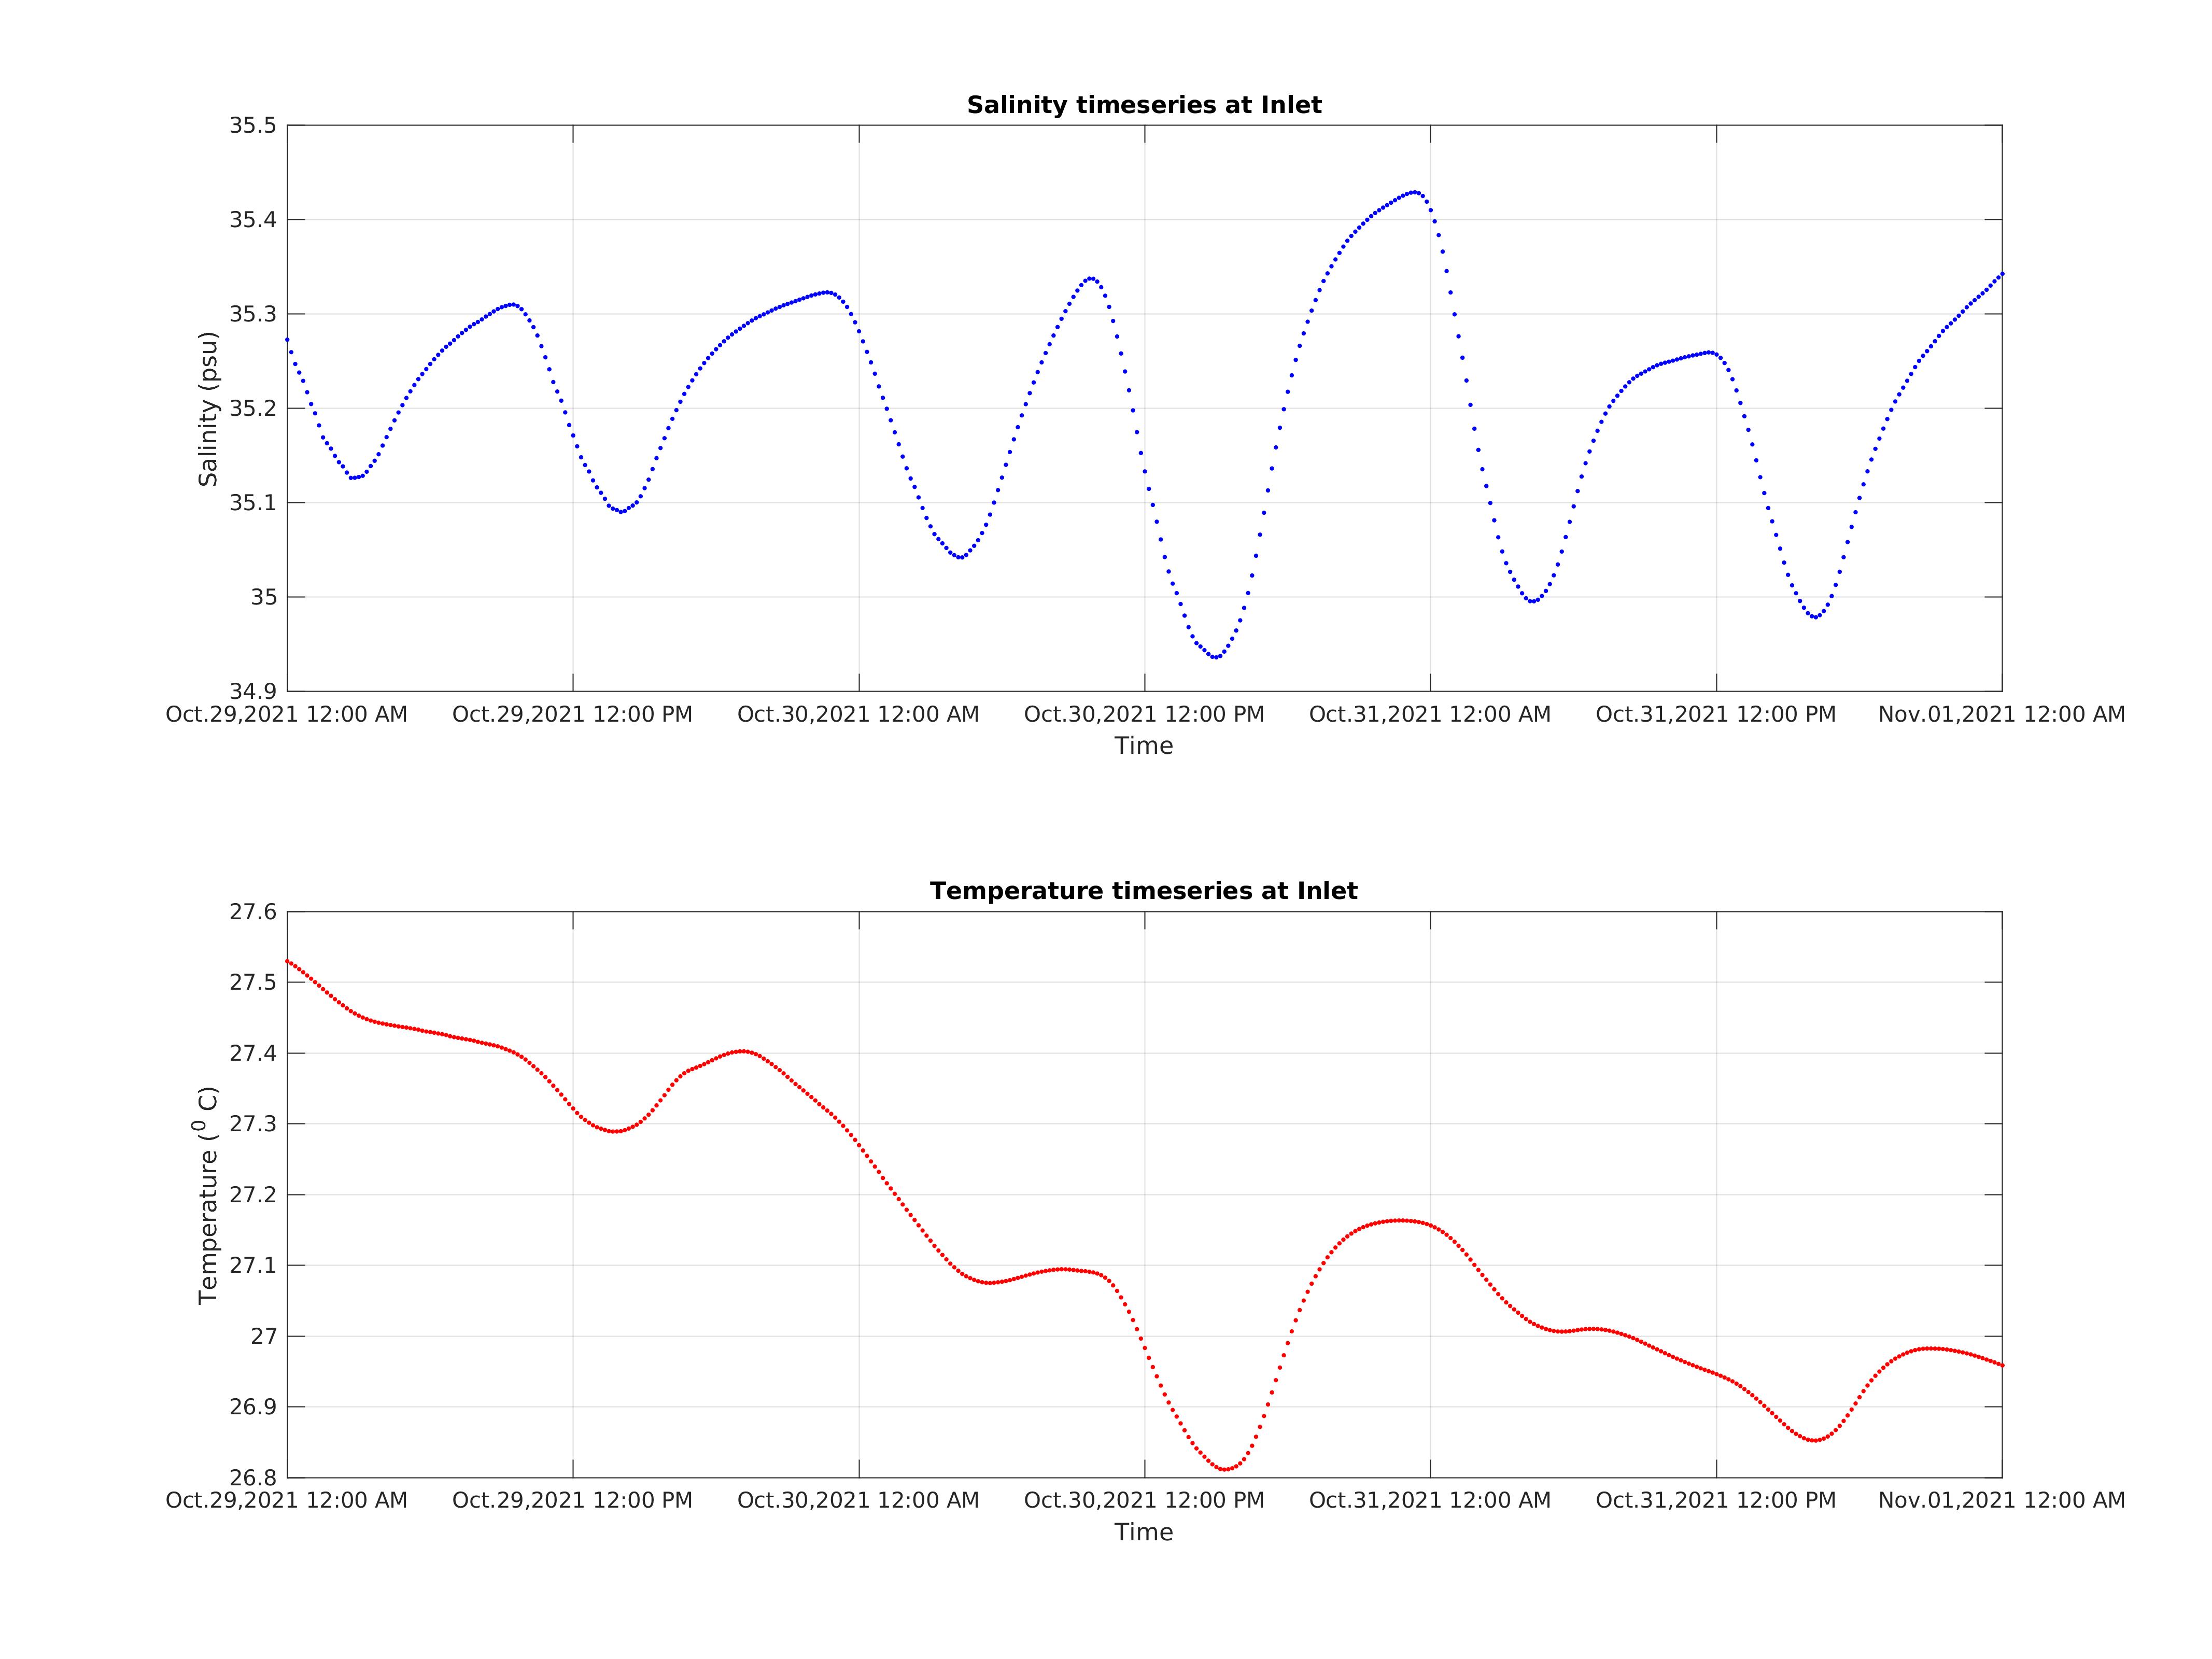 Salinity timeseries at Inlet
35.5
35.4
35.3
35.2
35.1
35
34.9
Salinity (psu)
Oct.29,2021 12:00 AM Oct.29,2021 12:00 PM Oct.30,2021 12:00 AM Oct.30,2021 12:00 PM Oct.31,2021 12:00 AM Oct.31,2021 12:00 PM Nov.01,2021 12:00 AM
Time
Temperature timeseries at Inlet
27.6
27.5
27.4
27.3
27.2
27.1
27
26.9
26.8
Temperature (⁰ C)
Oct.29,2021 12:00 AM Oct.29,2021 12:00 PM Oct.30,2021 12:00 AM Oct.30,2021 12:00 PM Oct.31,2021 12:00 AM Oct.31,2021 12:00 PM Nov.01,2021 12:00 AM
Time